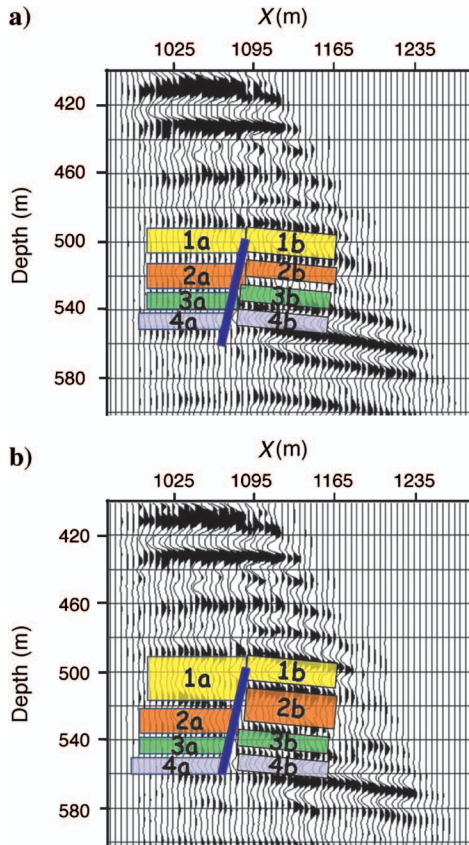 a)
X (m)
1025 1095 1165 1235
Depth (m)
420
460
500
540
580
1a 1b
2a 2b
3a 3b
4a 4b
b)
X (m)
1025 1095 1165 1235
Depth (m)
420
460
500
540
580
1a 1b
2a 2b
3a 3b
4a 4b